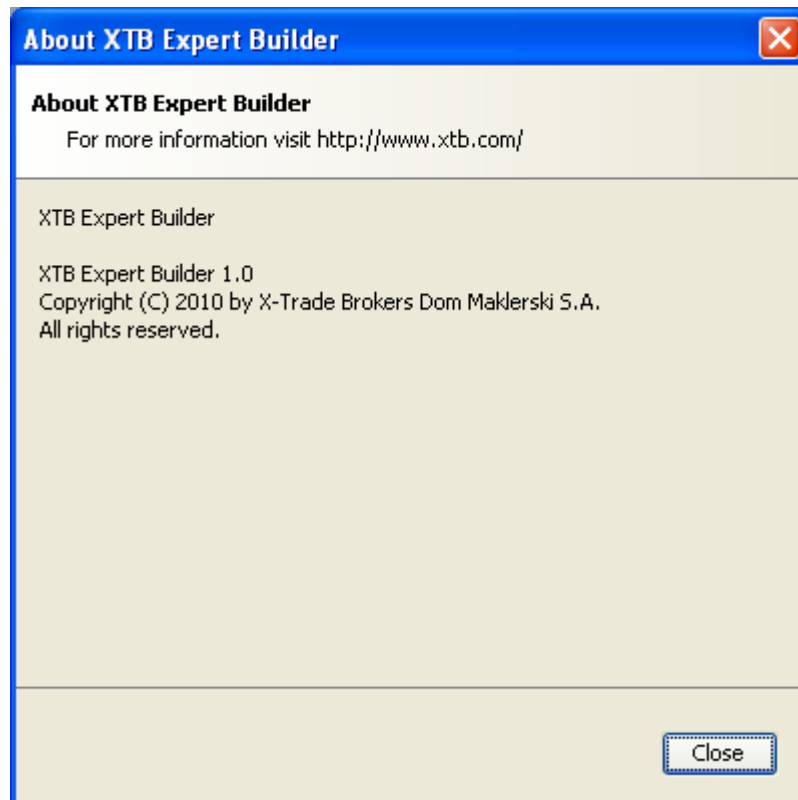 About XTB Expert Builder
About XTB Expert Builder
For more information visit http://www.xtb.com/
XTB Expert Builder
XTB Expert Builder 1.0
Copyright (C) 2010 by X-Trade Brokers Dom Maklerski S.A.
All rights reserved.
Close